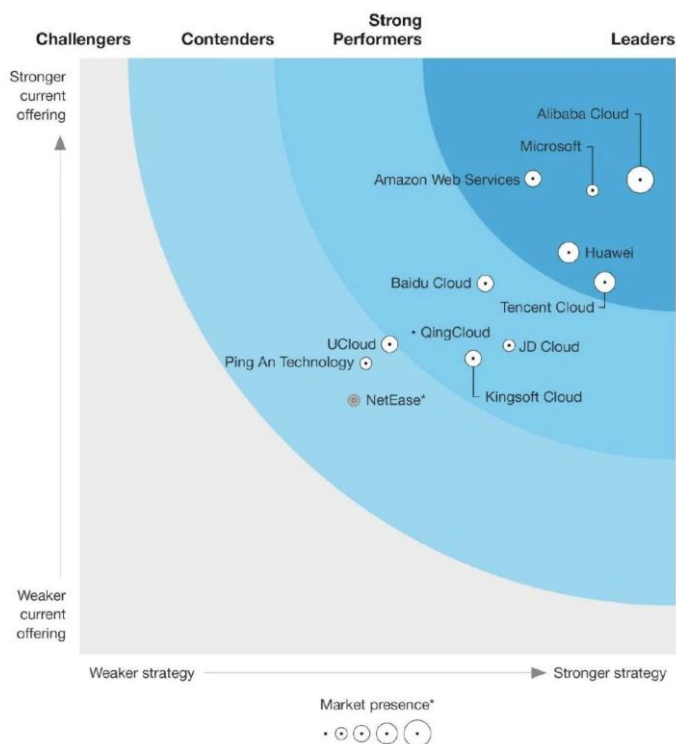 Challengers
Contenders
Strong
Performers
Leaders
Stronger
current
offering
Alibaba Cloud
Microsoft
Amazon Web Services
Huawei
Baidu Cloud
Tencent Cloud
QingCloud
UCloud
JD Cloud
Ping An Technology
Kingsoft Cloud
NetEase*
Weaker
current
offering
Weaker strategy
Stronger strategy
Market presence*